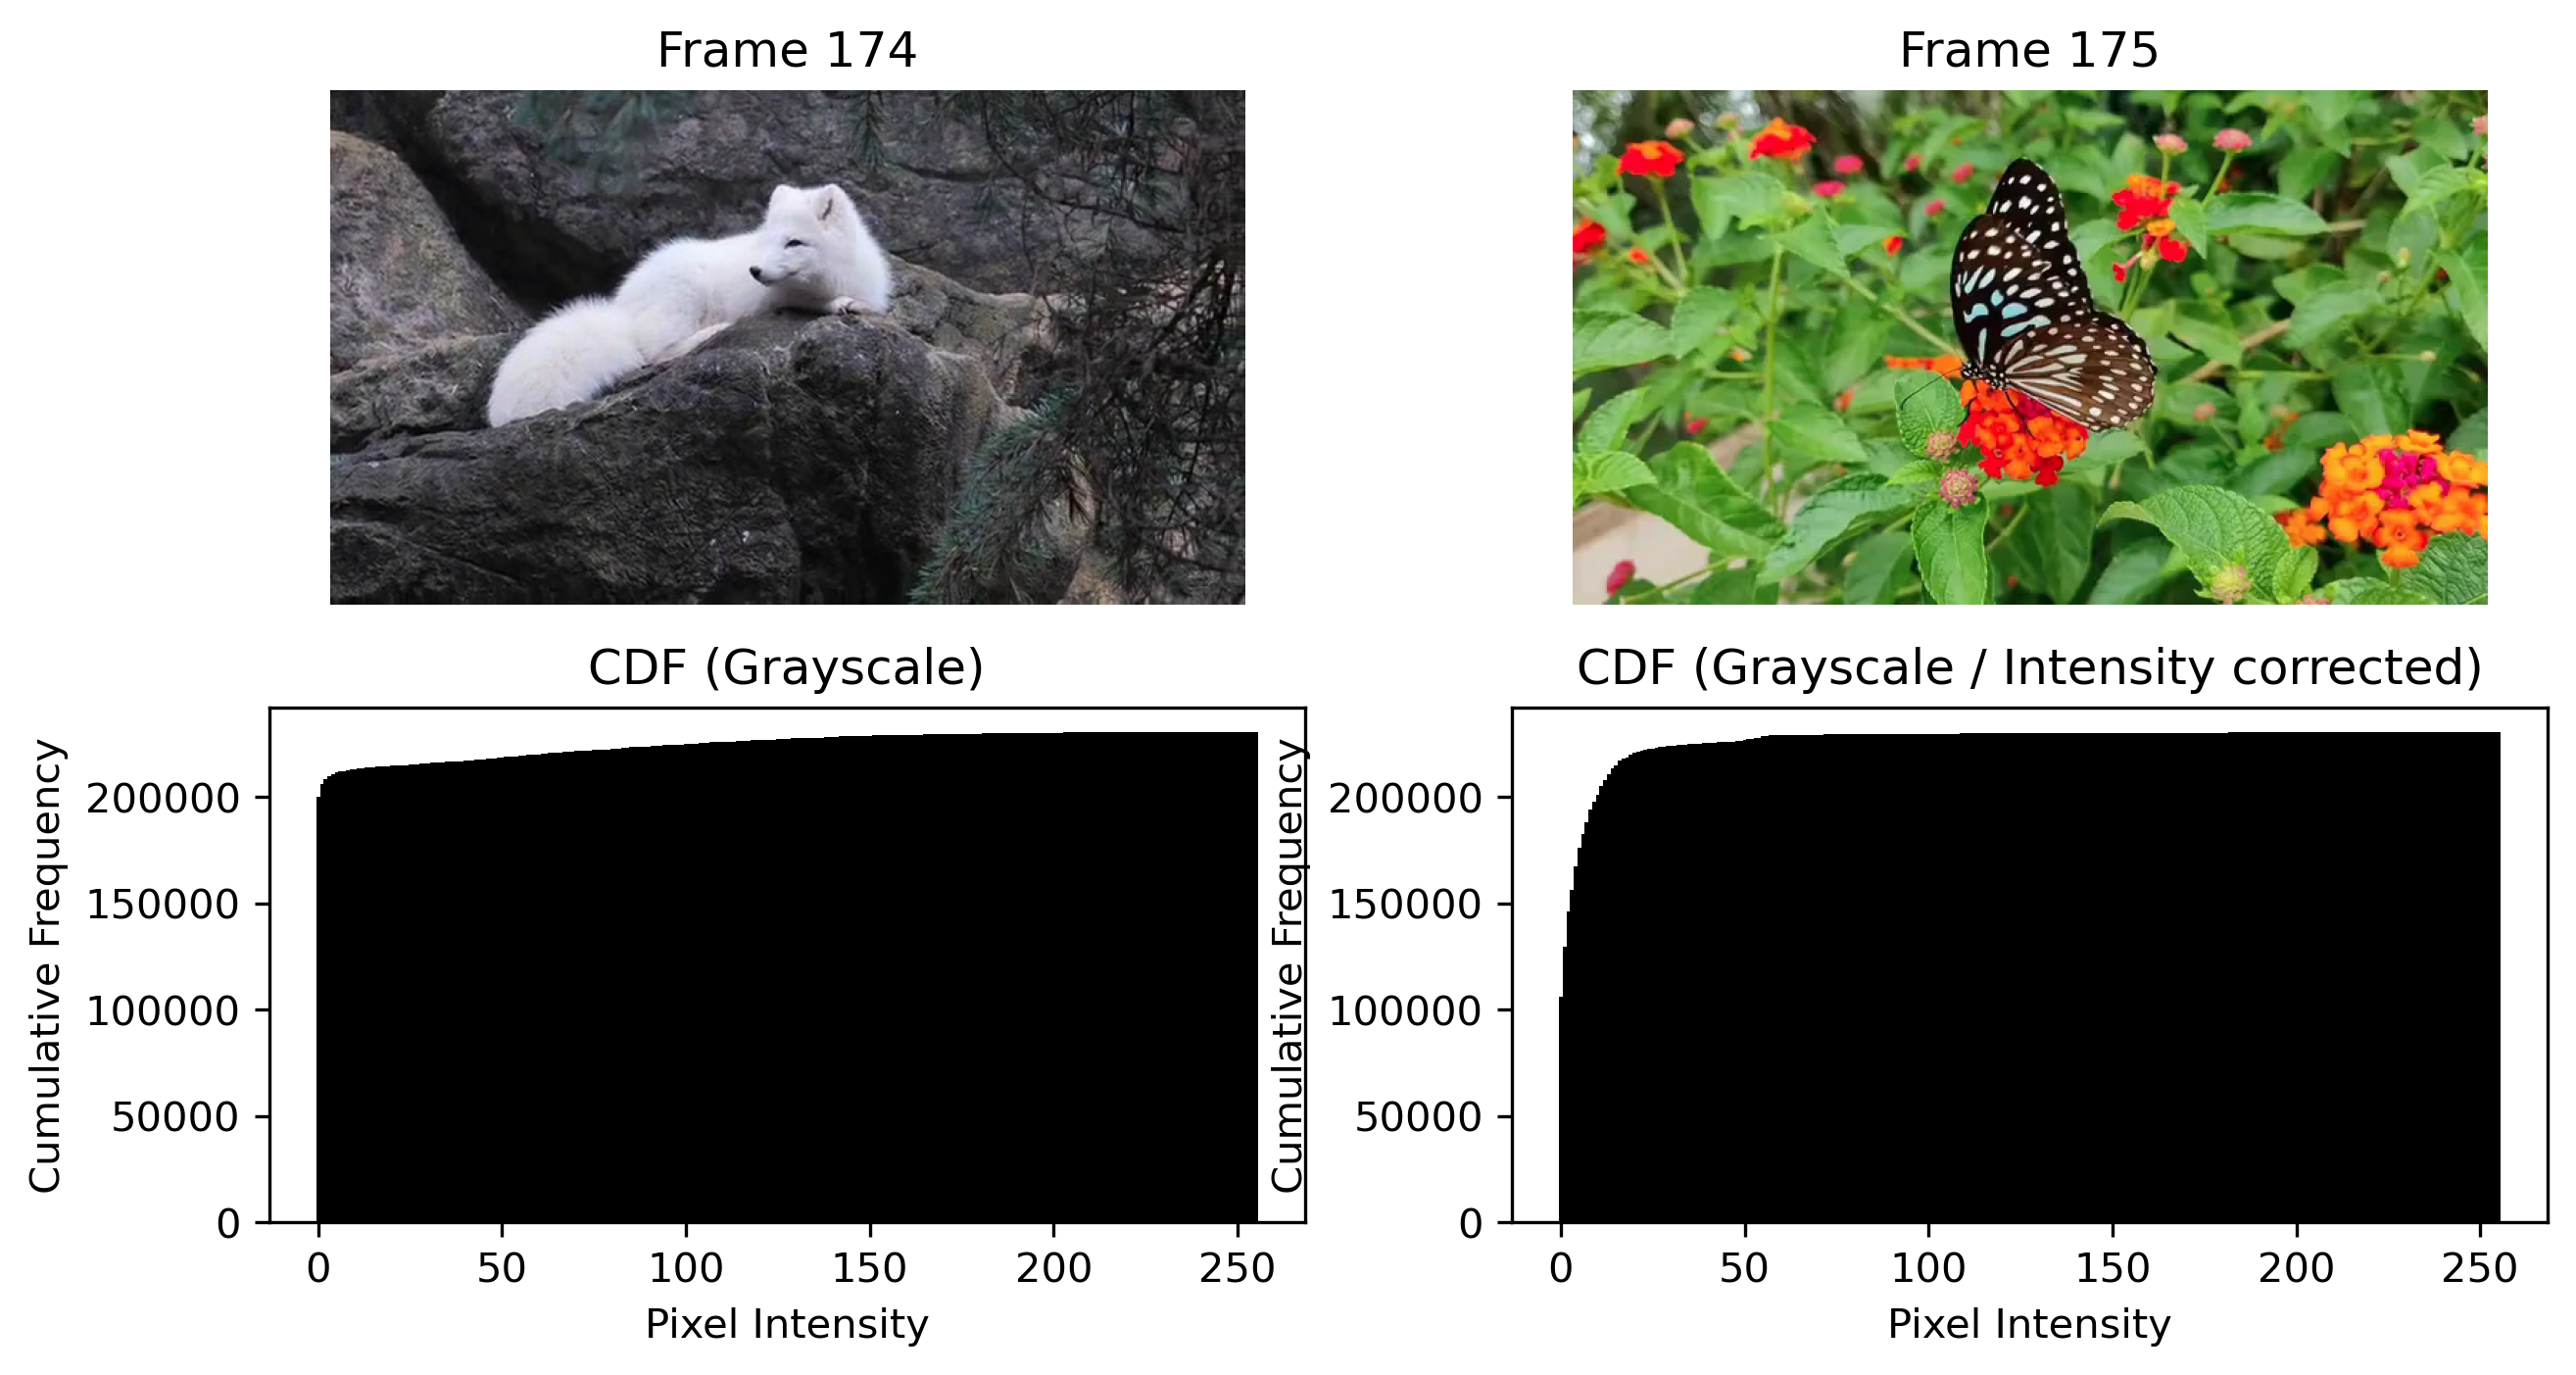 Frame 174
Frame 175
CDF (Grayscale)
Cumulative Frequency
200000
150000
100000
50000
0
0 50 100 150 200 250
Pixel Intensity
CDF (Grayscale / Intensity corrected)
Cumulative Frequency
200000
150000
100000
50000
0
0 50 100 150 200 250
Pixel Intensity